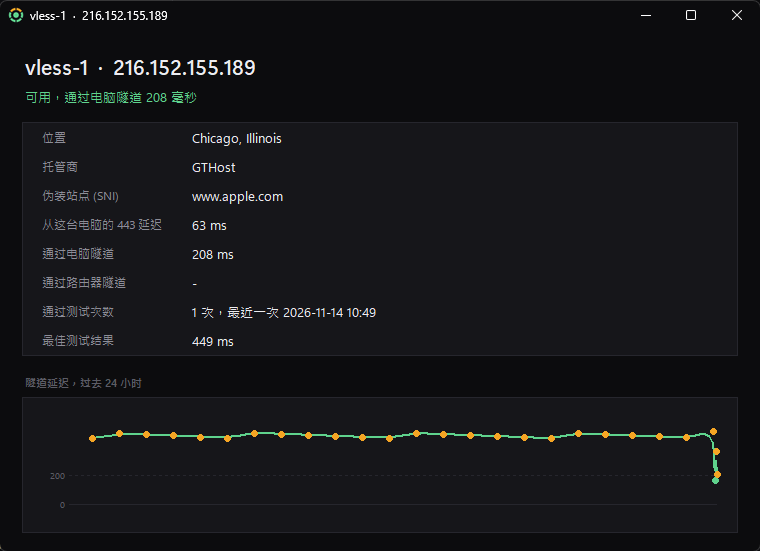 vless-1 · 216.152.155.189
vless-1 · 216.152.155.189
可用，通过电脑隧道 208 毫秒
位置 Chicago, Illinois
托管商 GTHost
伪装站点 (SNI) www.apple.com
从这台电脑的 443 延迟 63 ms
通过电脑隧道 208 ms
通过路由器隧道 -
通过测试次数 1 次，最近一次 2026-11-14 10:49
最佳测试结果 449 ms
隧道延迟，过去 24 小时
200
0